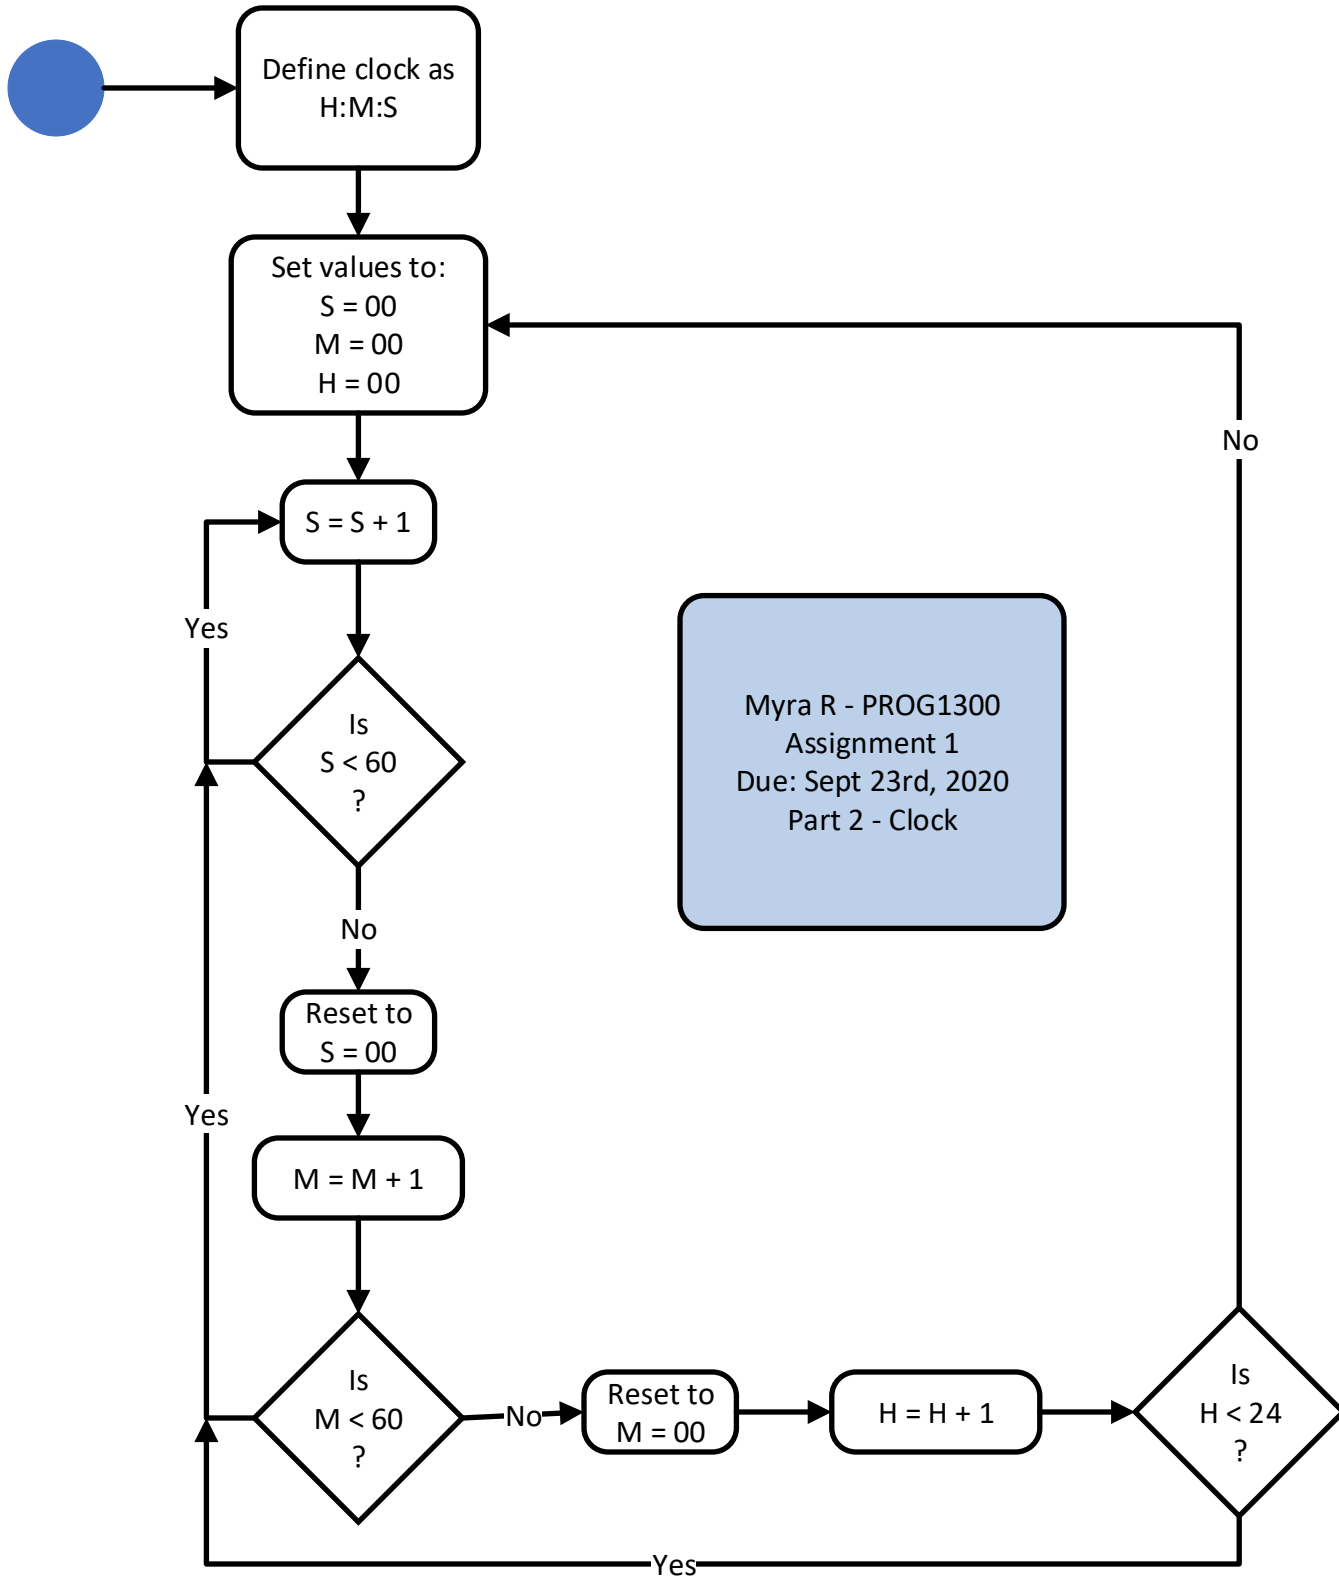 Define clock as
H:M:S
Set values to:
S = 00
M = 00
H = 00
No
S = S + 1
Yes
Is
S < 60
?
Myra R - PROG1300
Assignment 1
Due: Sept 23rd, 2020
Part 2 - Clock
No
Reset to
S = 00
Yes
M = M + 1
Is
M < 60
?
No
Reset to
M = 00
H = H + 1
Is
H < 24
?
Yes